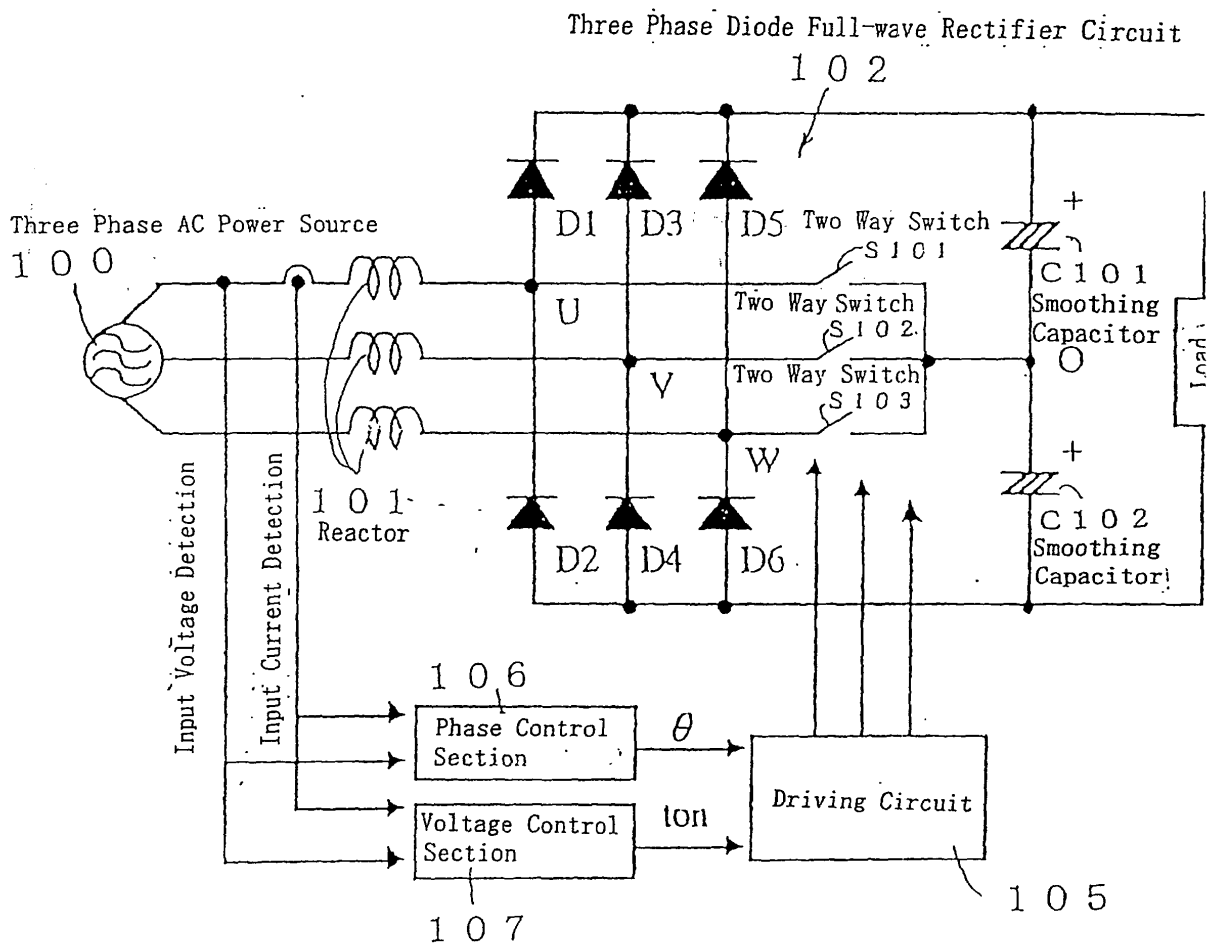 Three Phase Diode Full-wave Rectifier Circuit
102
Three Phase AC Power Source
100
D1
D3
D5
Two Way Switch
S101
+
C101
Smoothing
Capacitor
U
Two Way Switch
S102
O
Load
V
Two Way Switch
S103
W
+
C102
Smoothing
Capacitor
101
Reactor
D2
D4
D6
Input Voltage Detection
Input Current Detection
106
Phase Control
Section
θ
Driving Circuit
Voltage Control
Section
ton
105
107